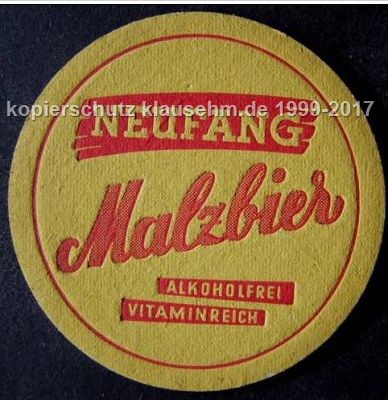 kopierschutz klausehm.de 1999-2017
NEUFANG
Malzbier
ALKOHOLFREI
VITAMINREICH